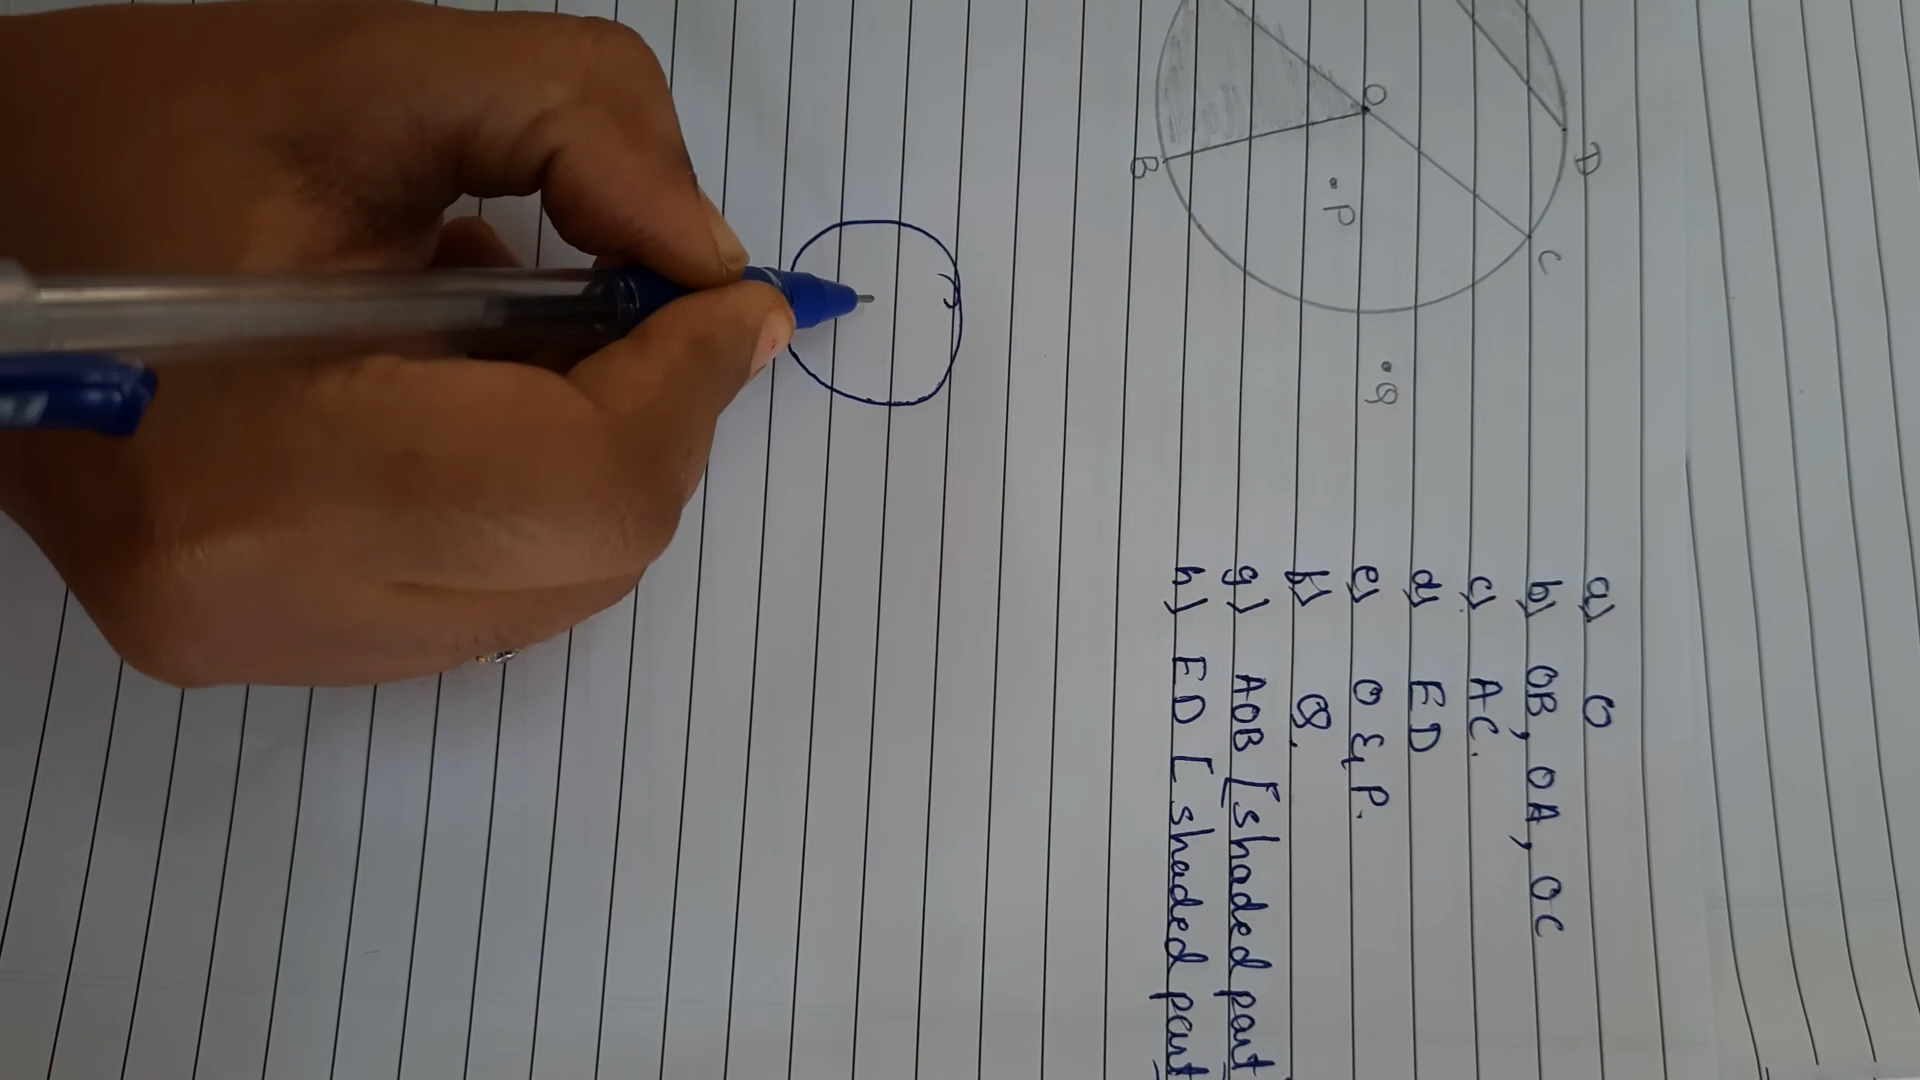 D
C
O
P
Q
B
a) O
b) OB, OA, OC
c) AC.
d) ED
e) O & P.
f) Q.
g) AOB [shaded part
h) ED [shaded part